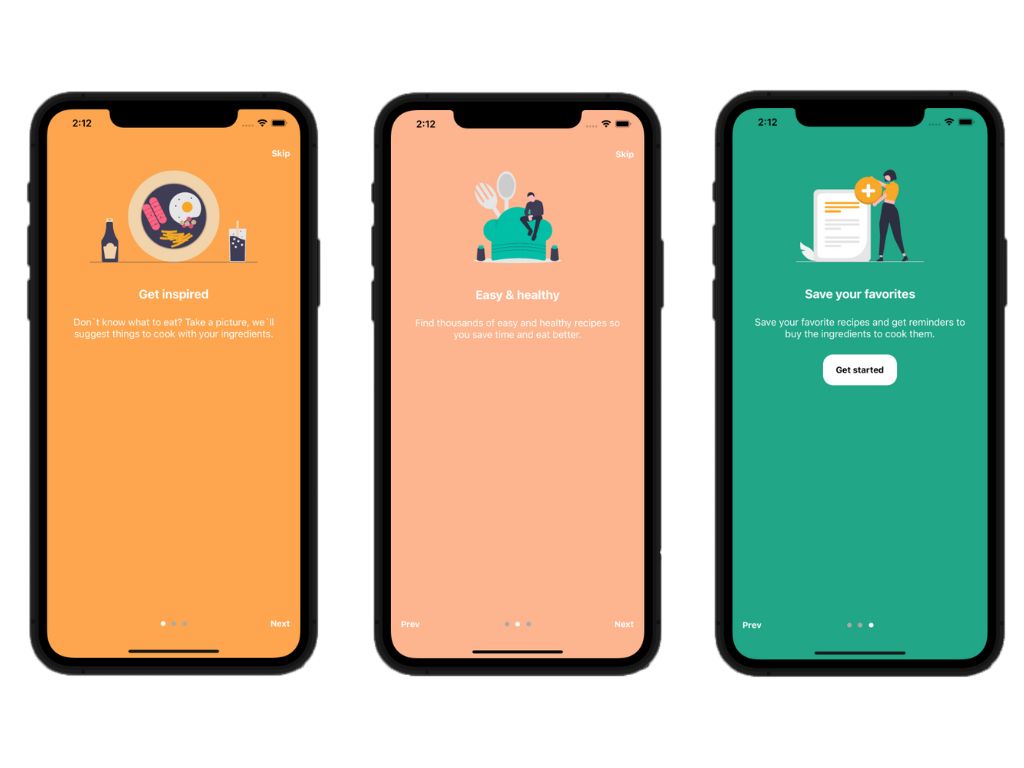 2:12
Skip
Get inspired
Don`t know what to eat? Take a picture, we`ll
suggest things to cook with your ingredients.
Next
2:12
Skip
Easy & healthy
Find thousands of easy and healthy recipes so
you save time and eat better.
Prev
Next
2:12
Save your favorites
Save your favorite recipes and get reminders to
buy the ingredients to cook them.
Get started
Prev